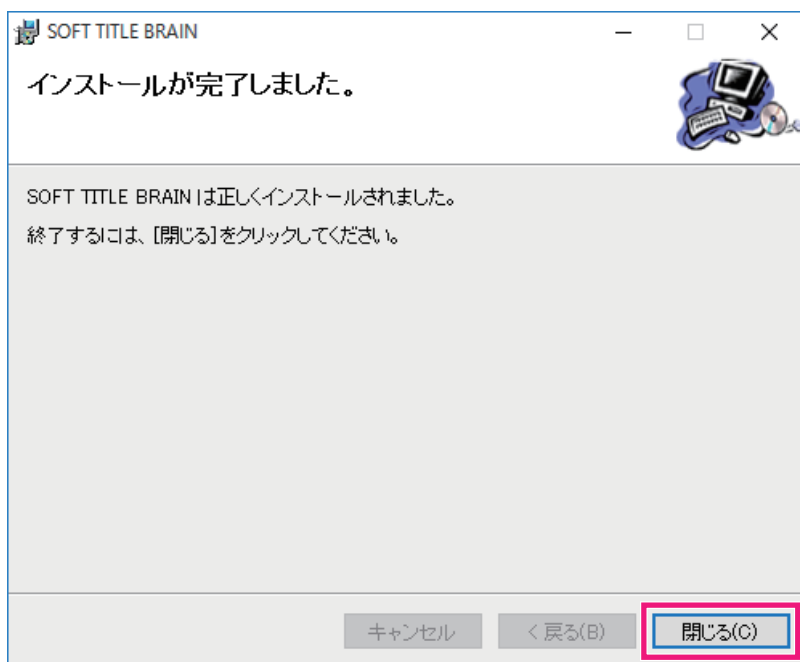 SOFT TITLE BRAIN
インストールが完了しました。
SOFT TITLE BRAIN は正しくインストールされました。
終了するには、[閉じる]をクリックしてください。
キャンセル
< 戻る(B)
閉じる(C)